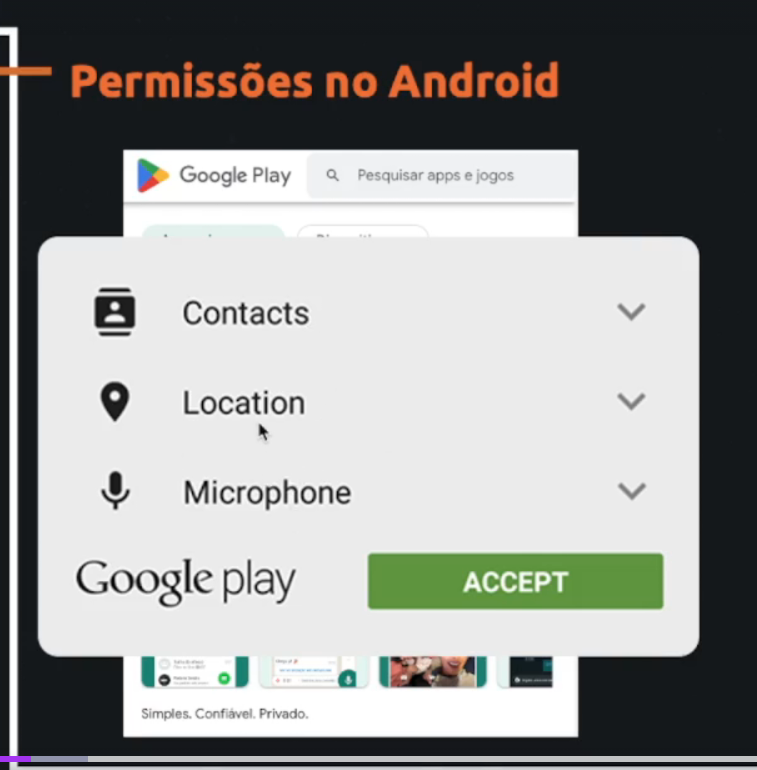 Permissões no Android
Google Play
Pesquisar apps e jogos
Contacts
Location
Microphone
Google play
ACCEPT
Simples. Confiável. Privado.